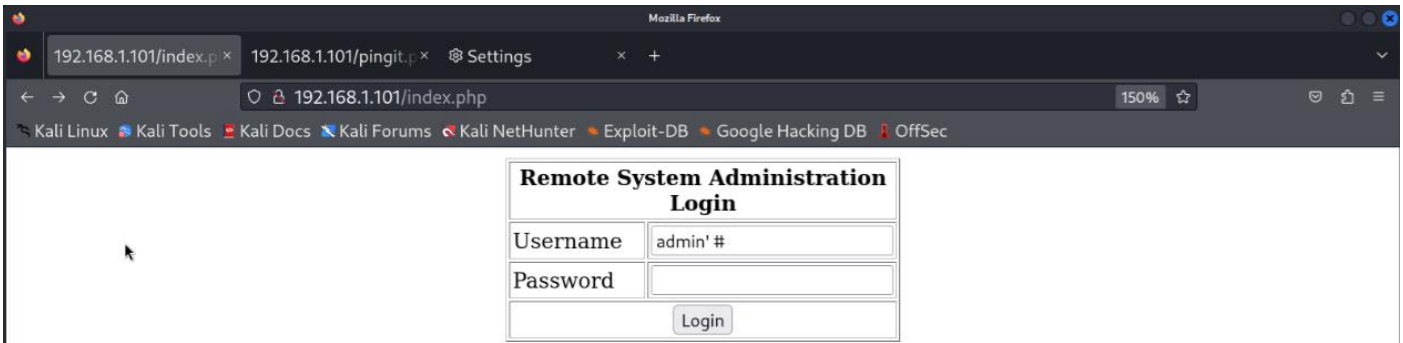 Mozilla Firefox
192.168.1.101/index.p
192.168.1.101/pingit.p
Settings
192.168.1.101/index.php
150%
Kali Linux Kali Tools Kali Docs Kali Forums Kali NetHunter Exploit-DB Google Hacking DB OffSec
Remote System Administration
Login
Username admin' #
Password
Login